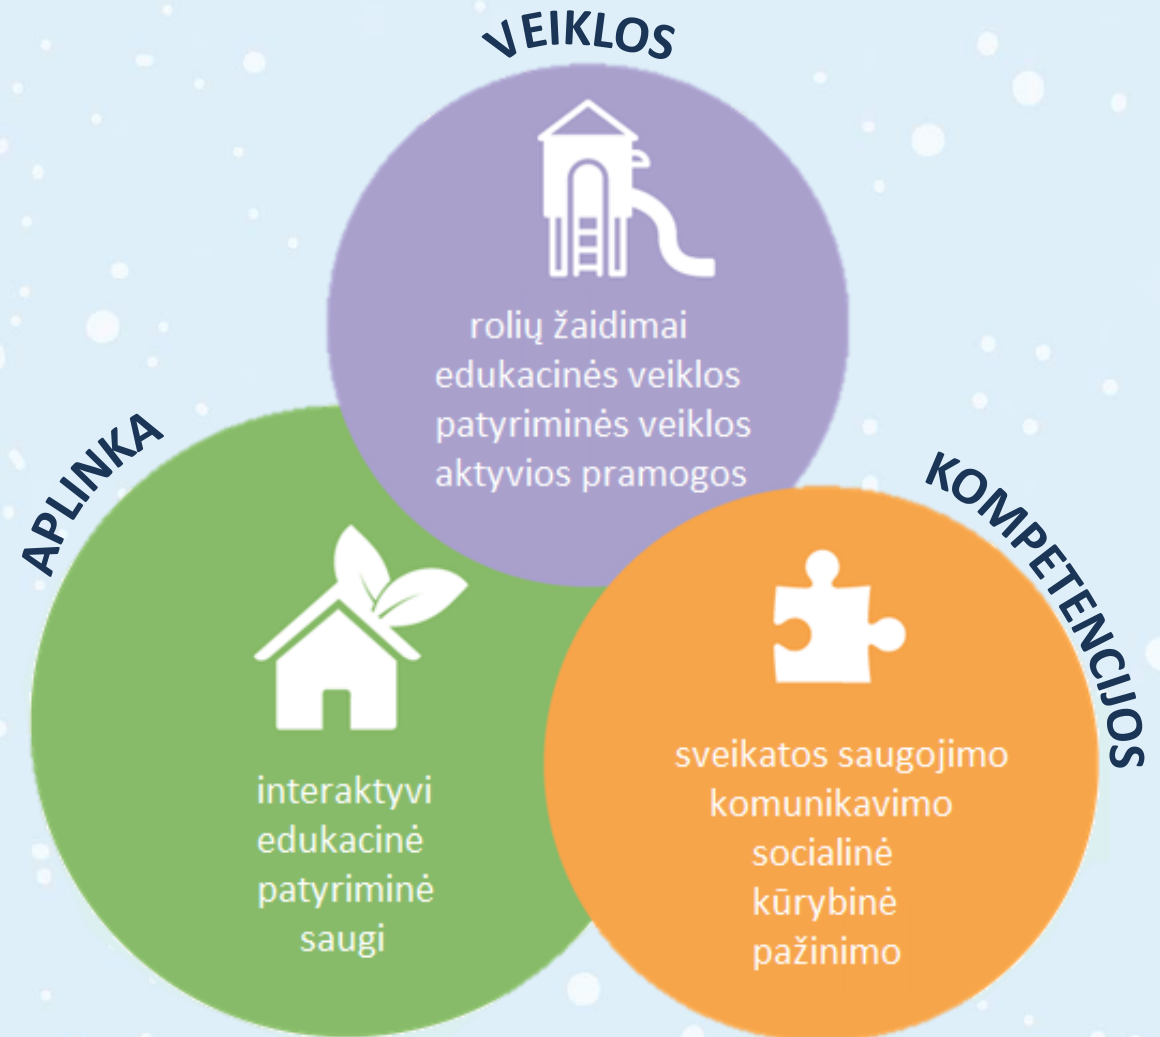 VEIKLOS
rolių žaidimai
edukacinės veiklos
patyriminės veiklos
aktyvios pramogos
APLINKA
interaktyvi
edukacinė
patyriminė
saugi
KOMPETENCIJOS
sveikatos saugojimo
komunikavimo
socialinė
kūrybinė
pažinimo